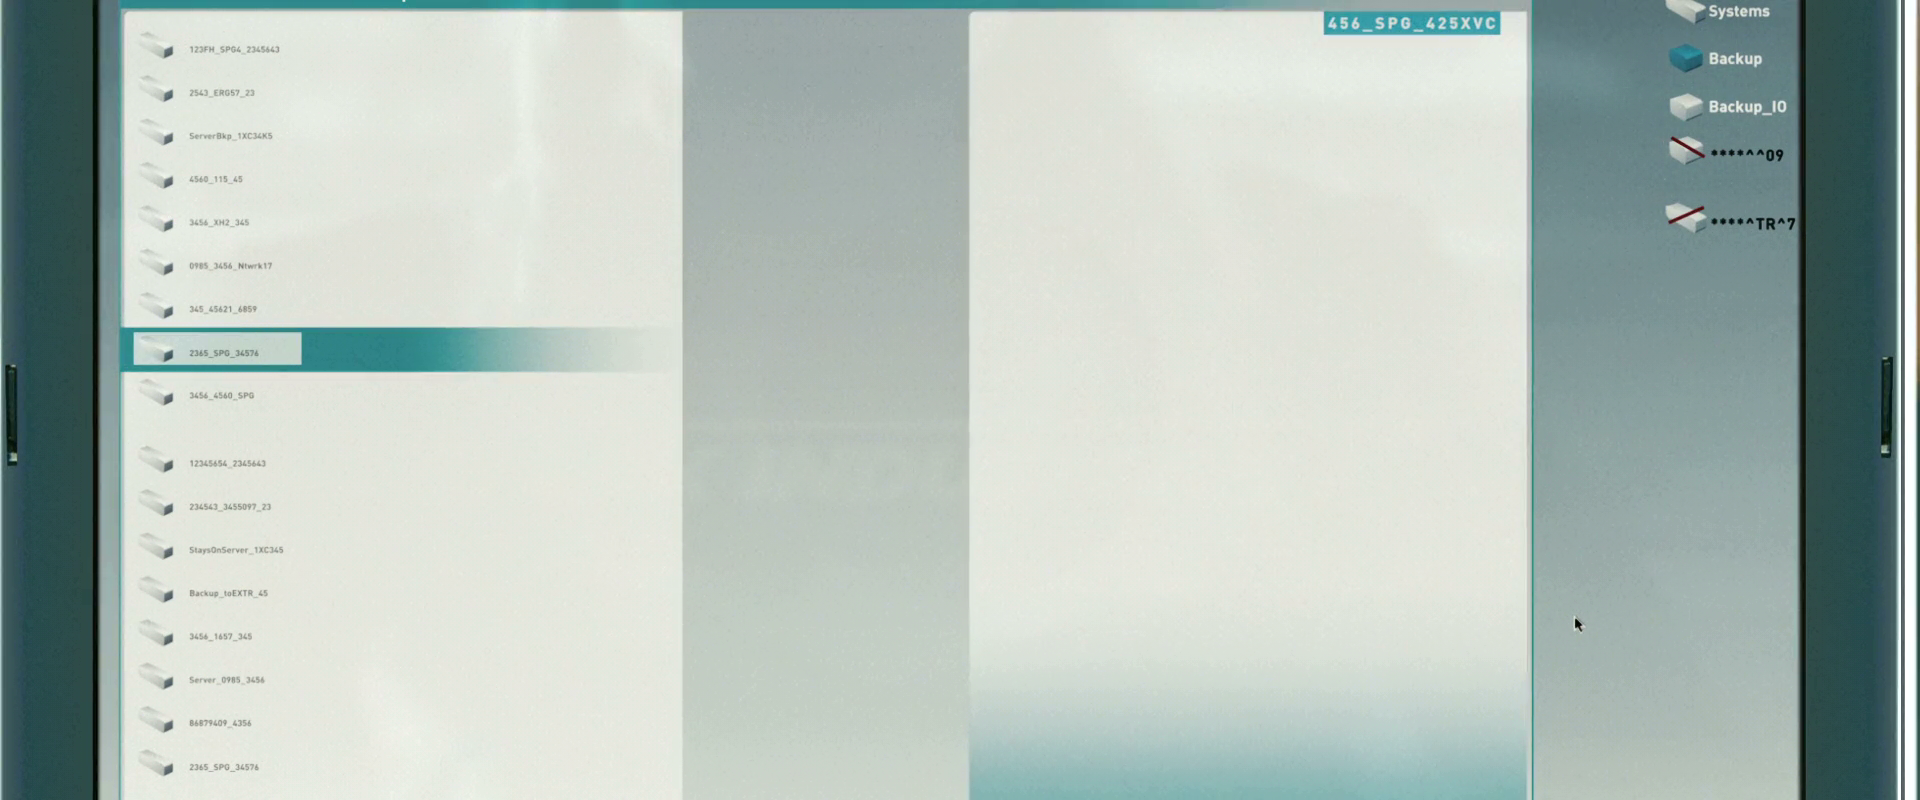 123FH_SPG4_2345643
2543_ERG57_23
ServerBkp_1XC34K5
4560_115_45
3456_XH2_345
0985_3456_Ntwrk17
345_45621_6859
2365_SPG_34576
3456_4560_SPG
12345654_2345643
234543_3455097_23
StaysOnServer_1XC345
Backup_toEXTR_45
3456_1657_345
Server_0985_3456
86879409_4356
2365_SPG_34576
456_SPG_425XVC
Systems
Backup
Backup_IO
****^^09
****^TR^7